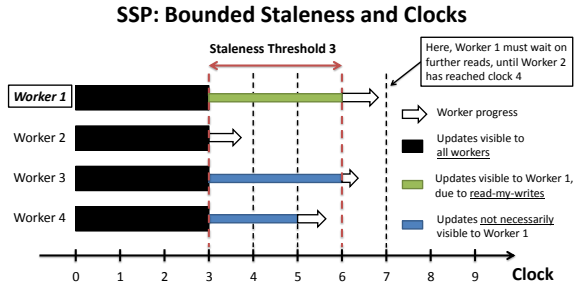 SSP: Bounded Staleness and Clocks
Staleness Threshold 3
Here, Worker 1 must wait on
further reads, until Worker 2
has reached clock 4
Worker 1
Worker 2
Worker 3
Worker 4
Worker progress
Updates visible to
all workers
Updates visible to Worker 1,
due to read-my-writes
Updates not necessarily
visible to Worker 1
0 1 2 3 4 5 6 7 8 9 Clock